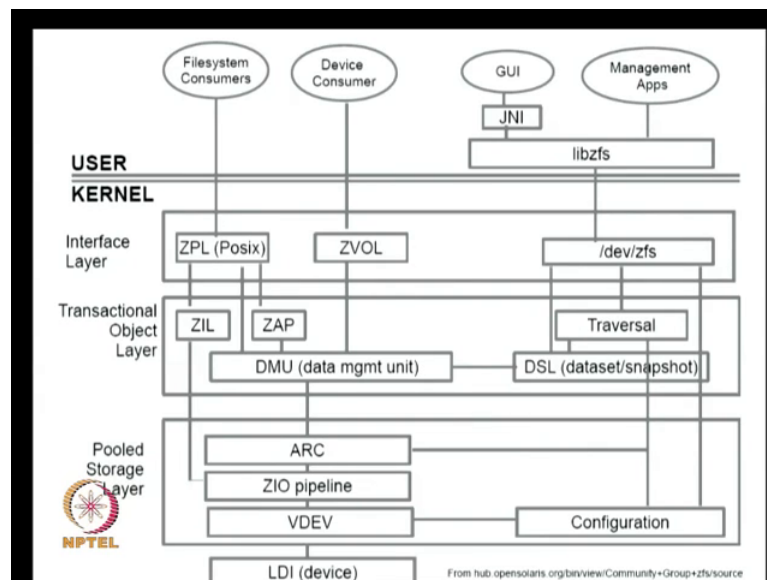 Filesystem
Consumers
Device
Consumer
GUI
Management
Apps
JNI
libzfs
USER
KERNEL
Interface
Layer
ZPL (Posix)
ZVOL
/dev/zfs
Transactional
Object
Layer
ZIL
ZAP
Traversal
DMU (data mgmt unit)
DSL (dataset/snapshot)
Pooled
Storage
Layer
ARC
ZIO pipeline
VDEV
Configuration
NPTEL
LDI (device)
From hub.opensolaris.org/bin/view/Community+Group+zfs/source